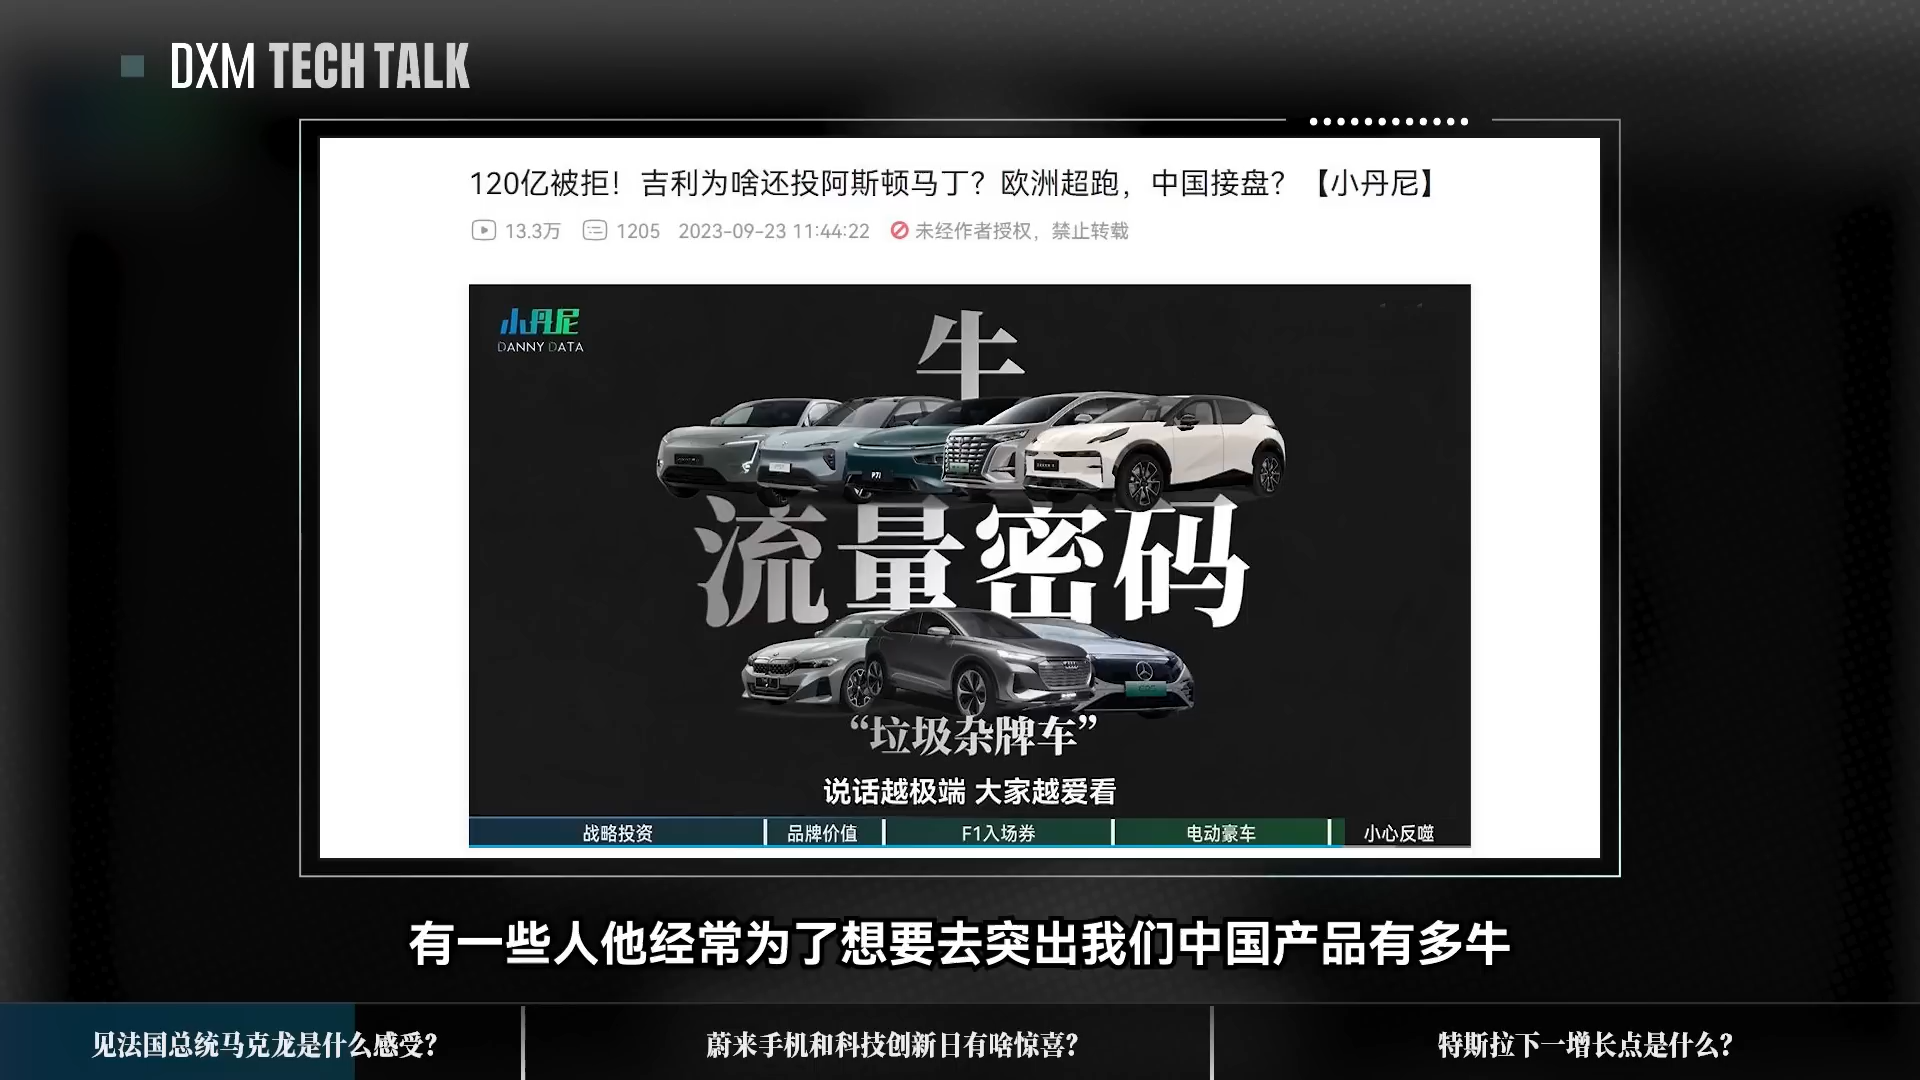 DXM TECH TALK
120亿被拒！吉利为啥还投阿斯顿马丁？欧洲超跑，中国接盘？【小丹尼】
13.3万 1205 2023-09-23 11:44:22 未经作者授权，禁止转载
小丹尼
DANNY DATA
牛
P7i
流量密码
EQS
“垃圾杂牌车”
说话越极端 大家越爱看
战略投资 品牌价值 F1入场券 电动豪车 小心反噬
有一些人他经常为了想要去突出我们中国产品有多牛
见法国总统马克龙是什么感受？ 蔚来手机和科技创新日有啥惊喜？ 特斯拉下一增长点是什么？